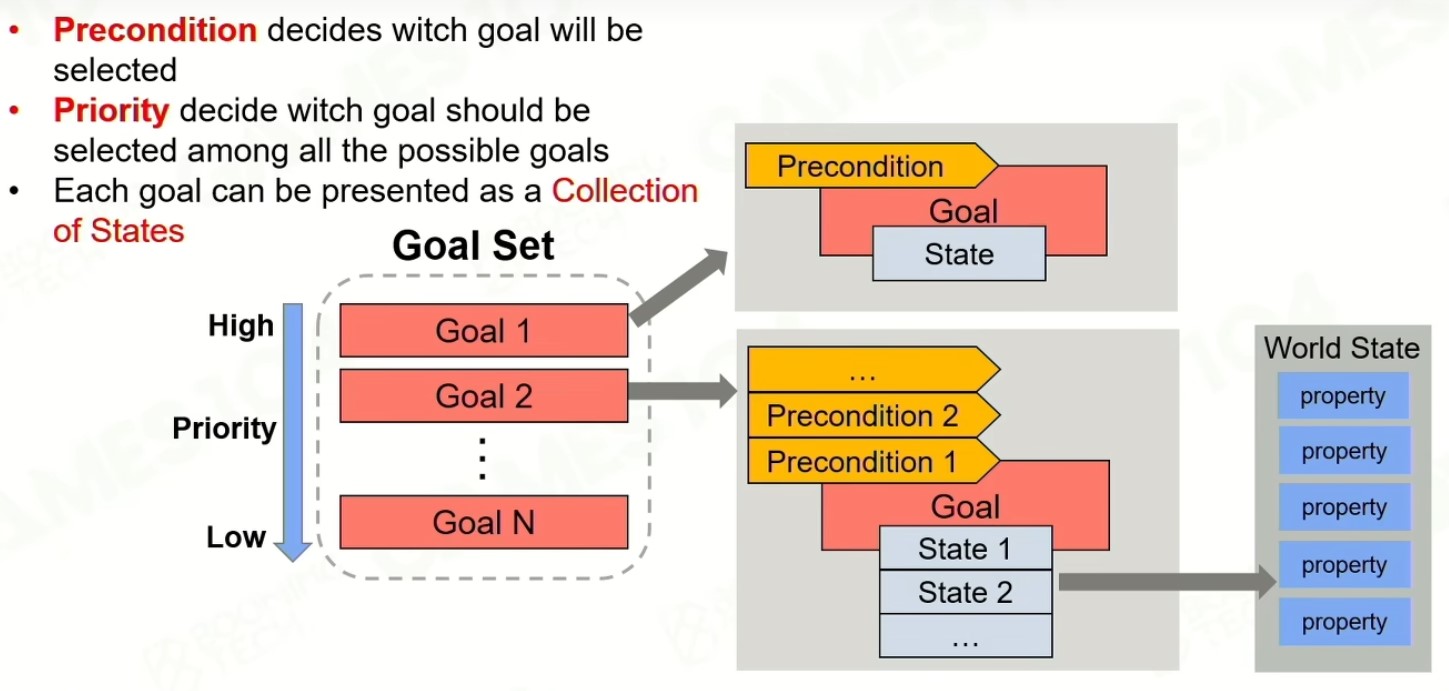 • Precondition decides witch goal will be
selected
• Priority decide witch goal should be
selected among all the possible goals
• Each goal can be presented as a Collection
of States
Goal Set
High
Priority
Low
Goal 1
Goal 2
⋮
Goal N
Precondition
Goal
State
...
Precondition 2
Precondition 1
Goal
State 1
State 2
...
World State
property
property
property
property
property